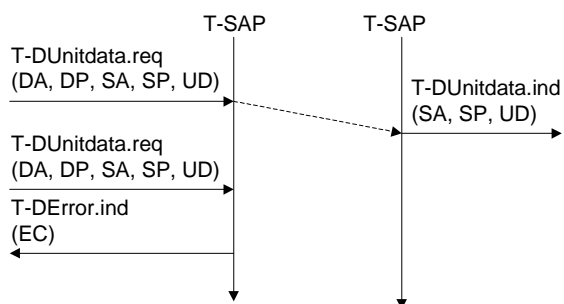 T-SAP
T-SAP
T-DUnitdata.req
(DA, DP, SA, SP, UD)
T-DUnitdata.ind
(SA, SP, UD)
T-DUnitdata.req
(DA, DP, SA, SP, UD)
T-DError.ind
(EC)